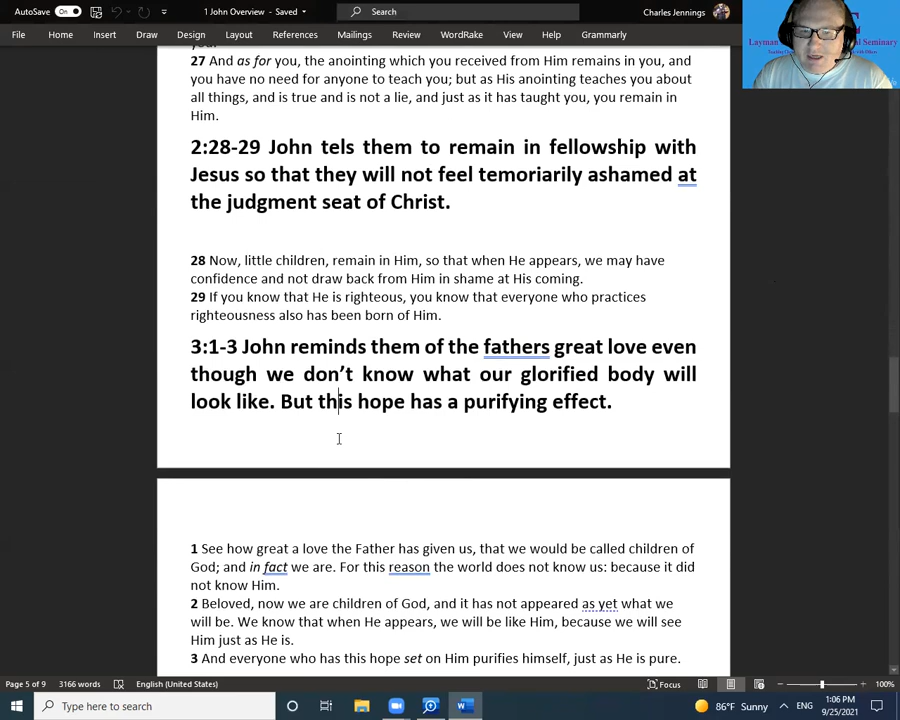 AutoSave On 1 John Overview - Saved Search Charles Jennings
File Home Insert Draw Design Layout References Mailings Review WordRake View Help Grammarly
Layman Seminary
27 And as for you, the anointing which you received from Him remains in you, and
you have no need for anyone to teach you; but as His anointing teaches you about
all things, and is true and is not a lie, and just as it has taught you, you remain in
Him.
2:28-29 John tels them to remain in fellowship with
Jesus so that they will not feel temoriarily ashamed at
the judgment seat of Christ.
28 Now, little children, remain in Him, so that when He appears, we may have
confidence and not draw back from Him in shame at His coming.
29 If you know that He is righteous, you know that everyone who practices
righteousness also has been born of Him.
3:1-3 John reminds them of the fathers great love even
though we don’t know what our glorified body will
look like. But this hope has a purifying effect.
1 See how great a love the Father has given us, that we would be called children of
God; and in fact we are. For this reason the world does not know us: because it did
not know Him.
2 Beloved, now we are children of God, and it has not appeared as yet what we
will be. We know that when He appears, we will be like Him, because we will see
Him just as He is.
3 And everyone who has this hope set on Him purifies himself, just as He is pure.
Page 5 of 9 3166 words English (United States) Focus 100%
Type here to search 86°F Sunny ENG 1:06 PM
9/25/2021